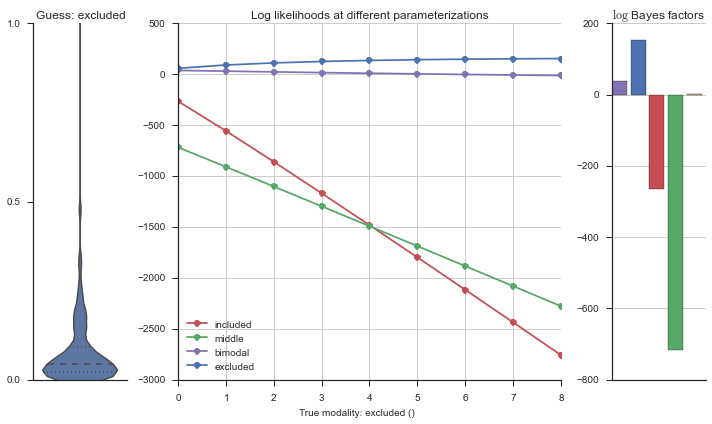 Guess: excluded
1.0
0.5
0.0
Log likelihoods at different parameterizations
500
0
−500
−1000
−1500
−2000
−2500
−3000
included
middle
bimodal
excluded
0 1 2 3 4 5 6 7 8
True modality: excluded ()
log Bayes factors
200
0
−200
−400
−600
−800